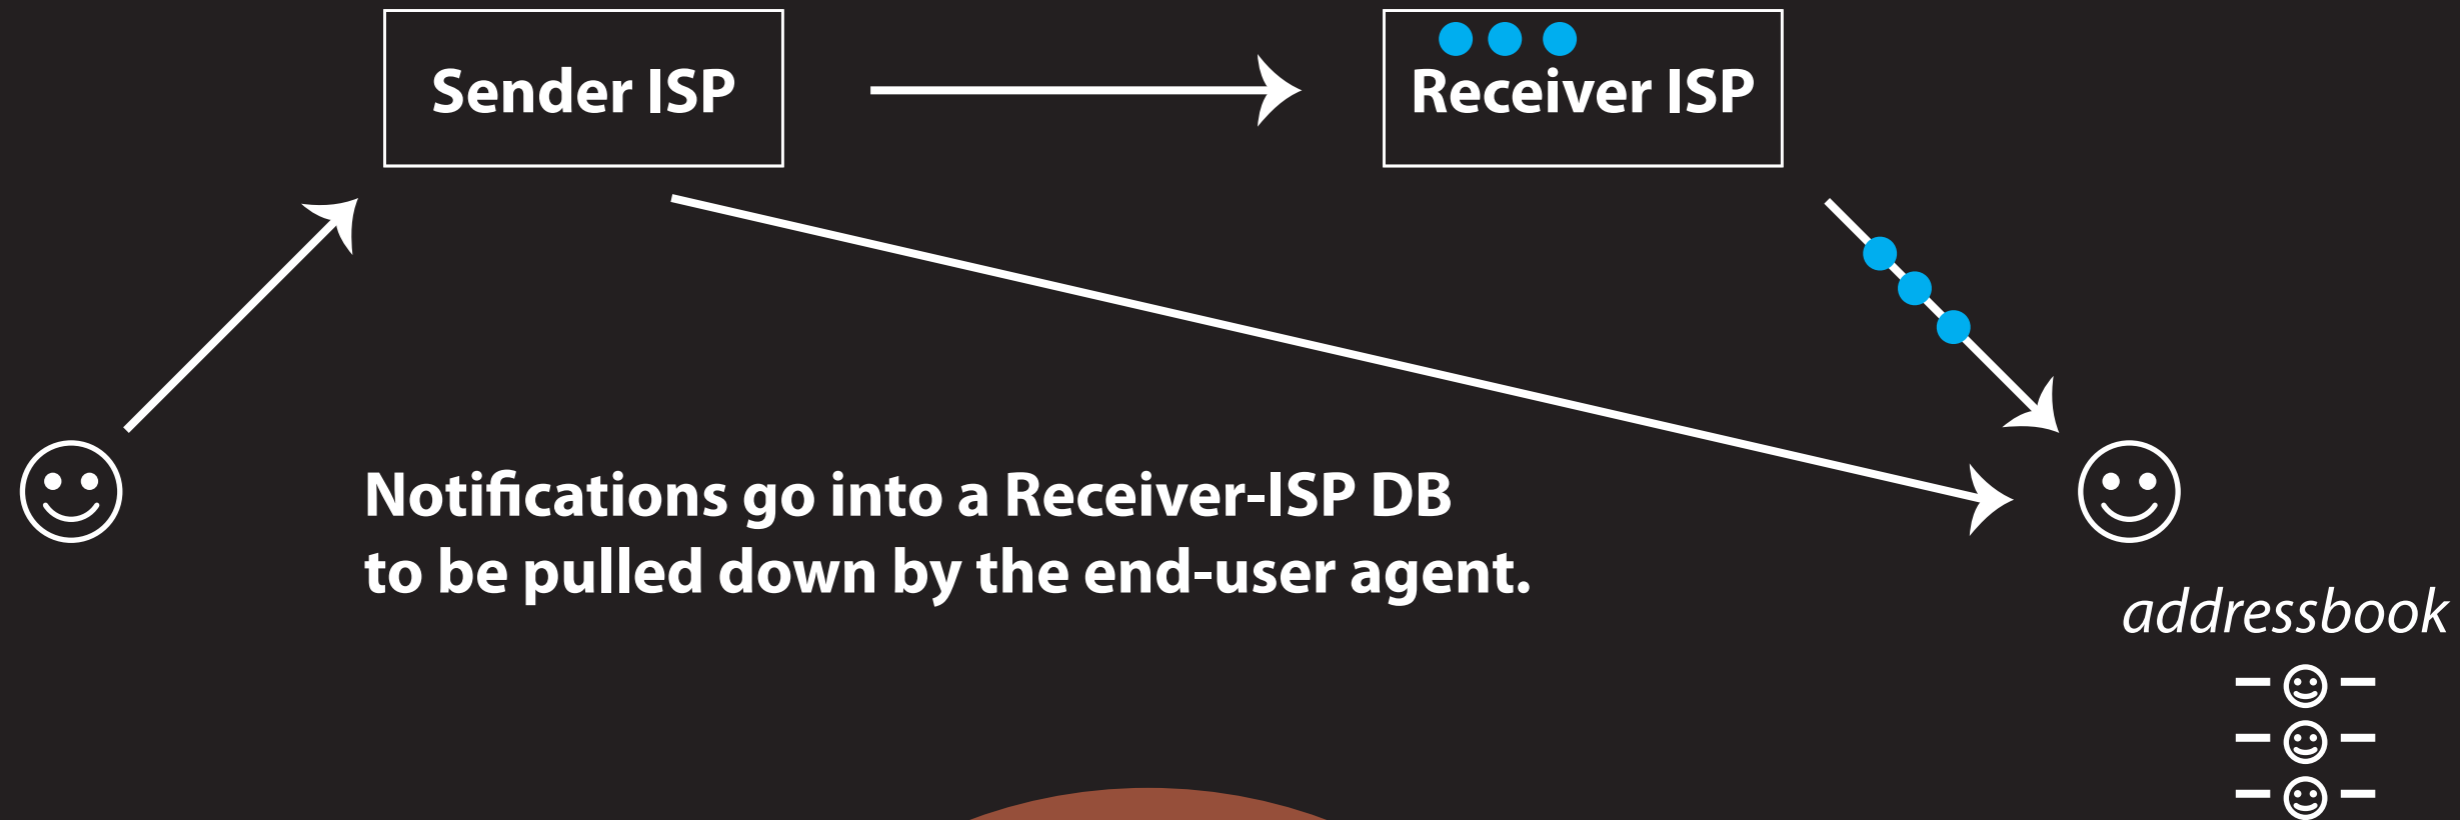 Sender ISP
Receiver ISP
Notifications go into a Receiver-ISP DB
to be pulled down by the end-user agent.
addressbook